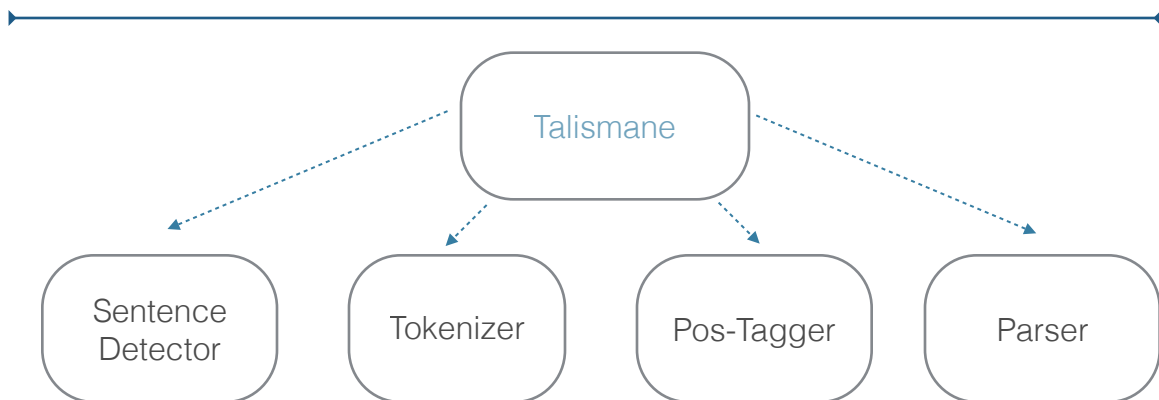 Talismane
Sentence
Detector
Tokenizer
Pos-Tagger
Parser